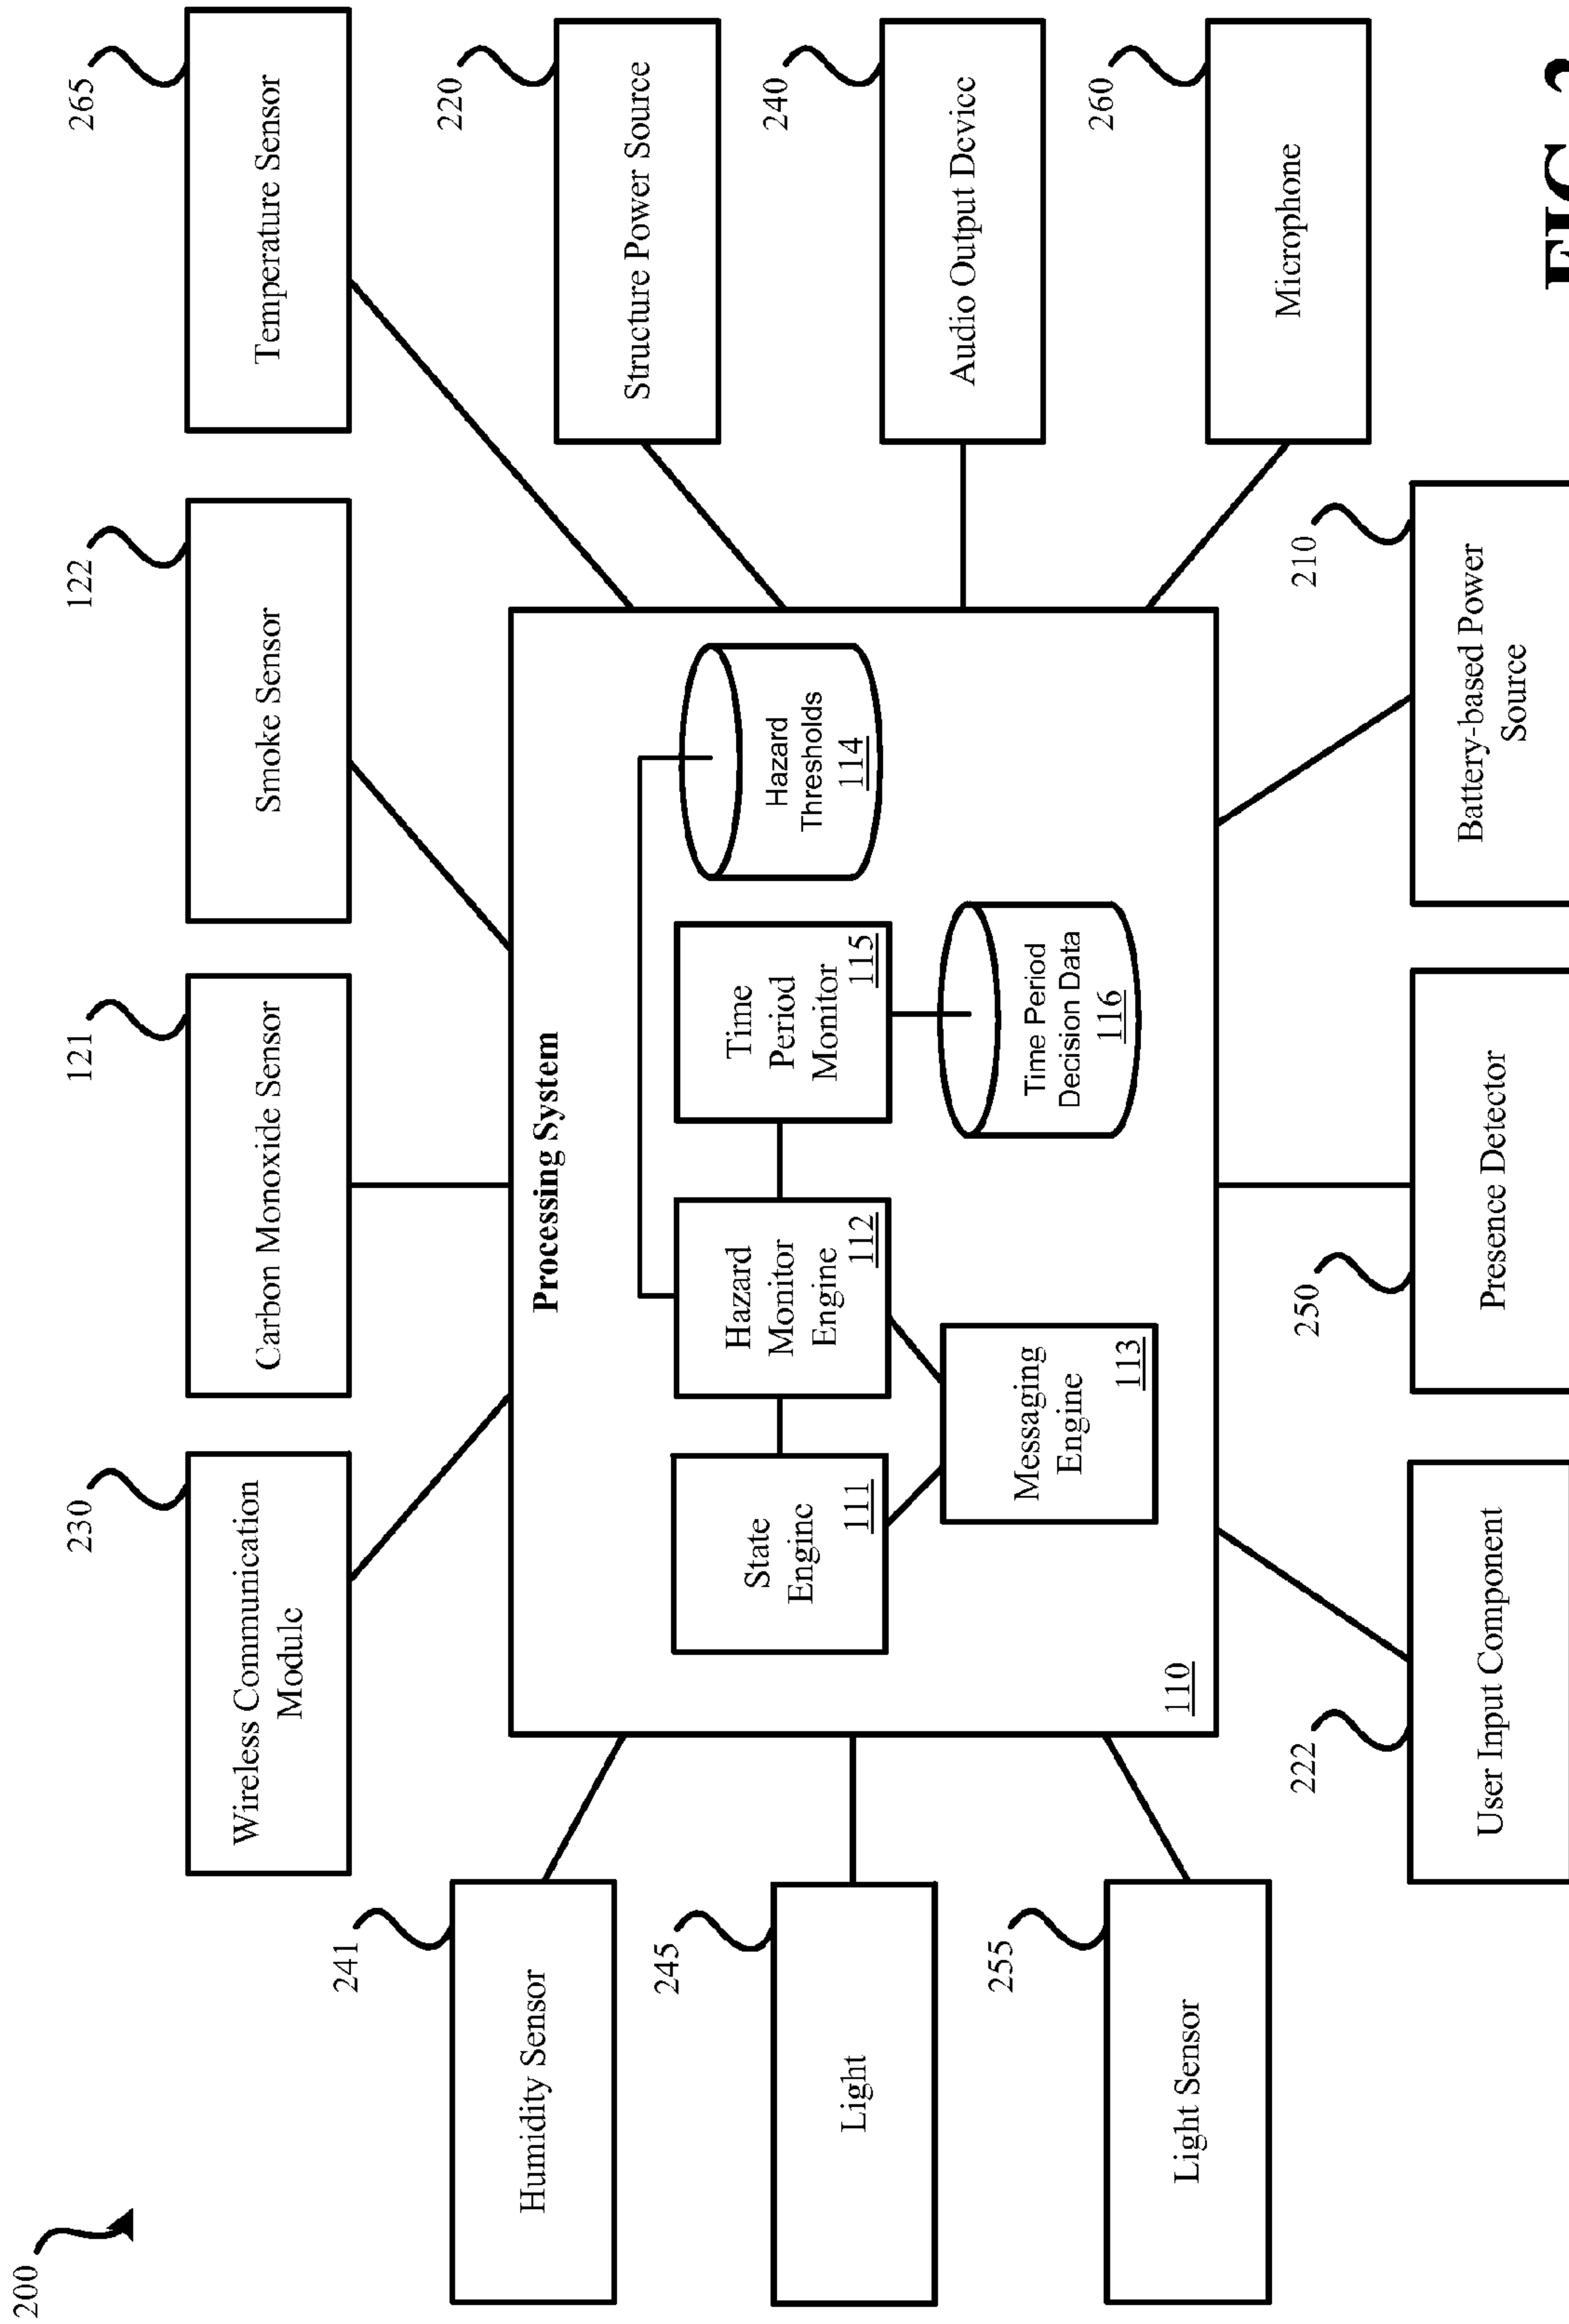 200
230
121
122
265
Wireless Communication
Module
Carbon Monoxide Sensor
Smoke Sensor
Temperature Sensor
241
Humidity Sensor
220
Structure Power Source
Processing System
245
Light
State
Engine
111
Hazard
Monitor
Engine
112
Time
Period
Monitor
115
Hazard
Thresholds
114
240
Audio Output Device
255
Light Sensor
Messaging
Engine
113
Time Period
Decision Data
116
260
Microphone
110
222
250
210
User Input Component
Presence Detector
Battery-based Power
Source
FIG